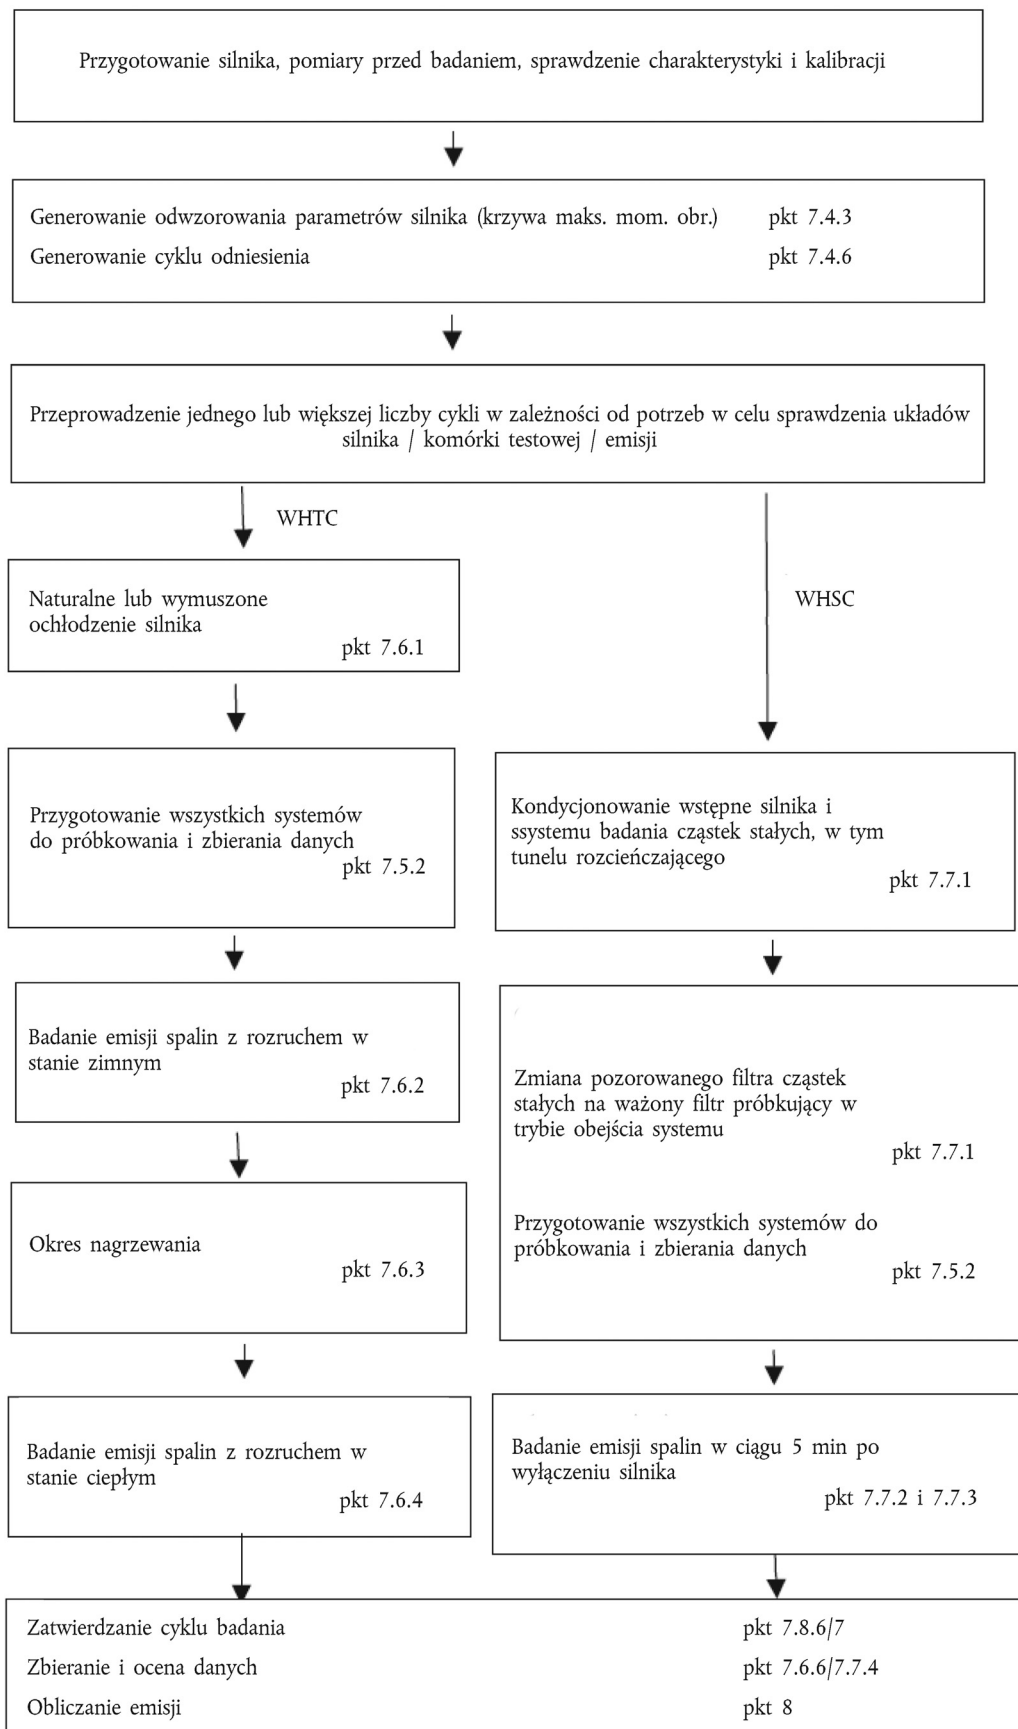 Przygotowanie silnika, pomiary przed badaniem, sprawdzenie charakterystyki i kalibracji
Generowanie odwzorowania parametrów silnika (krzywa maks. mom. obr.) pkt 7.4.3
Generowanie cyklu odniesienia pkt 7.4.6
Przeprowadzenie jednego lub większej liczby cykli w zależności od potrzeb w celu sprawdzenia układów
silnika / komórki testowej / emisji
WHTC
Naturalne lub wymuszone
ochłodzenie silnika
pkt 7.6.1
Przygotowanie wszystkich systemów
do próbkowania i zbierania danych
pkt 7.5.2
Badanie emisji spalin z rozruchem w
stanie zimnym
pkt 7.6.2
Okres nagrzewania
pkt 7.6.3
Badanie emisji spalin z rozruchem w
stanie ciepłym
pkt 7.6.4
WHSC
Kondycjonowanie wstępne silnika i
ssystemu badania cząstek stałych, w tym
tunelu rozcieńczającego
pkt 7.7.1
Zmiana pozorowanego filtra cząstek
stałych na ważony filtr próbkujący w
trybie obejścia systemu
pkt 7.7.1
Przygotowanie wszystkich systemów do
próbkowania i zbierania danych
pkt 7.5.2
Badanie emisji spalin w ciągu 5 min po
wyłączeniu silnika
pkt 7.7.2 i 7.7.3
Zatwierdzanie cyklu badania pkt 7.8.6/7
Zbieranie i ocena danych pkt 7.6.6/7.7.4
Obliczanie emisji pkt 8